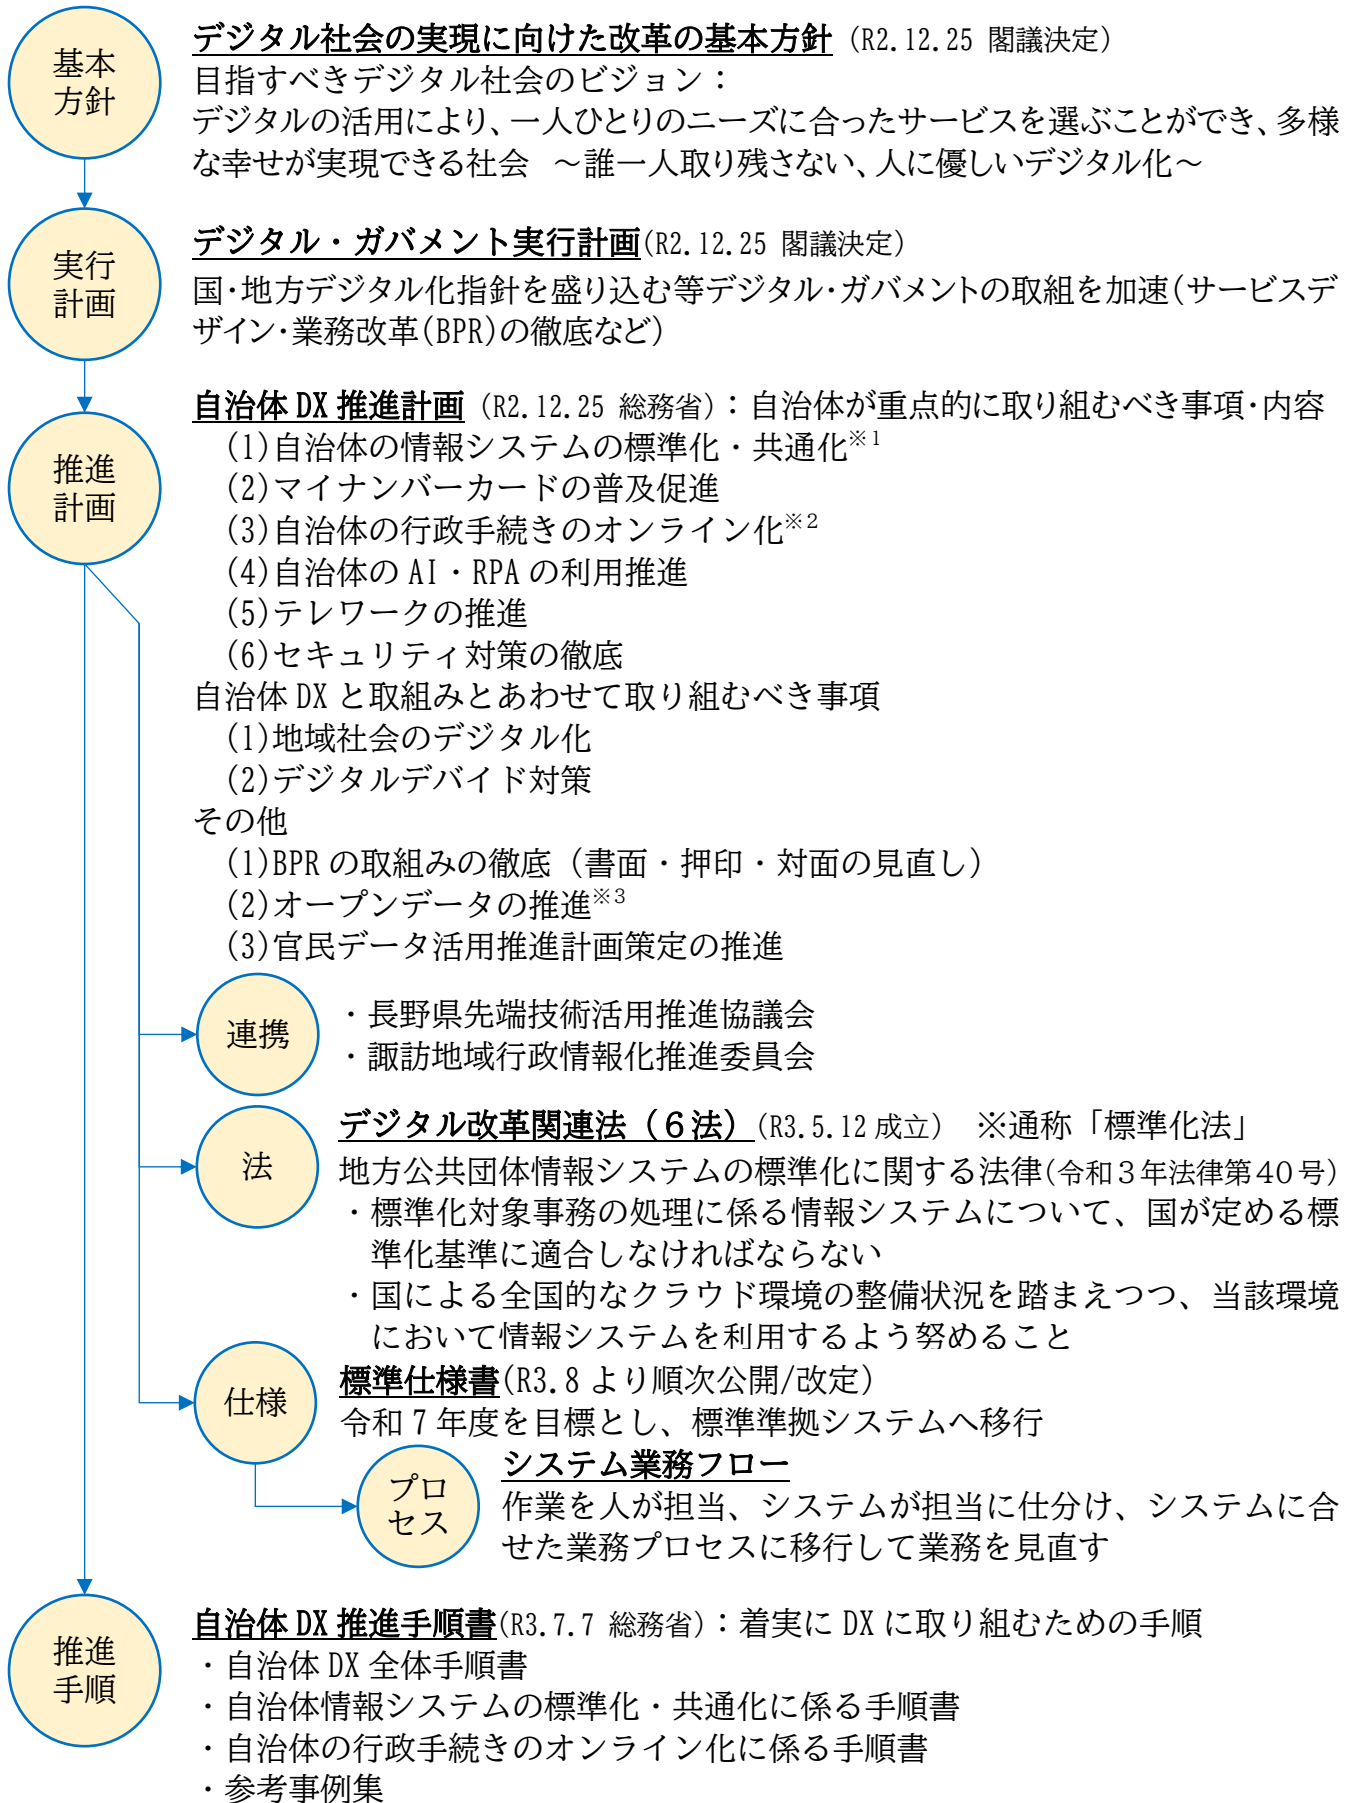 基本
方針
デジタル社会の実現に向けた改革の基本方針（R2.12.25 閣議決定）
目指すべきデジタル社会のビジョン：
デジタルの活用により、一人ひとりのニーズに合ったサービスを選ぶことができ、多様
な幸せが実現できる社会　～誰一人取り残さない、人に優しいデジタル化～
実行
計画
デジタル・ガバメント実行計画(R2.12.25 閣議決定）
国・地方デジタル化指針を盛り込む等デジタル・ガバメントの取組を加速（サービスデ
ザイン・業務改革（BPR）の徹底など）
推進
計画
自治体 DX 推進計画（R2.12.25 総務省）：自治体が重点的に取り組むべき事項・内容
(1)自治体の情報システムの標準化・共通化※１
(2)マイナンバーカードの普及促進
(3)自治体の行政手続きのオンライン化※２
(4)自治体の AI・RPA の利用推進
(5)テレワークの推進
(6)セキュリティ対策の徹底
自治体 DX と取組みとあわせて取り組むべき事項
(1)地域社会のデジタル化
(2)デジタルデバイド対策
その他
(1)BPR の取組みの徹底（書面・押印・対面の見直し）
(2)オープンデータの推進※３
(3)官民データ活用推進計画策定の推進
連携
・長野県先端技術活用推進協議会
・諏訪地域行政情報化推進委員会
法
デジタル改革関連法（６法）(R3.5.12 成立）　※通称「標準化法」
地方公共団体情報システムの標準化に関する法律（令和３年法律第40号）
・標準化対象事務の処理に係る情報システムについて、国が定める標
準化基準に適合しなければならない
・国による全国的なクラウド環境の整備状況を踏まえつつ、当該環境
において情報システムを利用するよう努めること
仕様
標準仕様書(R3.8 より順次公開/改定）
令和７年度を目標とし、標準準拠システムへ移行
プロ
セス
システム業務フロー
作業を人が担当、システムが担当に仕分け、システムに合
せた業務プロセスに移行して業務を見直す
推進
手順
自治体 DX 推進手順書(R3.7.7 総務省）：着実に DX に取り組むための手順
・自治体 DX 全体手順書
・自治体情報システムの標準化・共通化に係る手順書
・自治体の行政手続きのオンライン化に係る手順書
・参考事例集